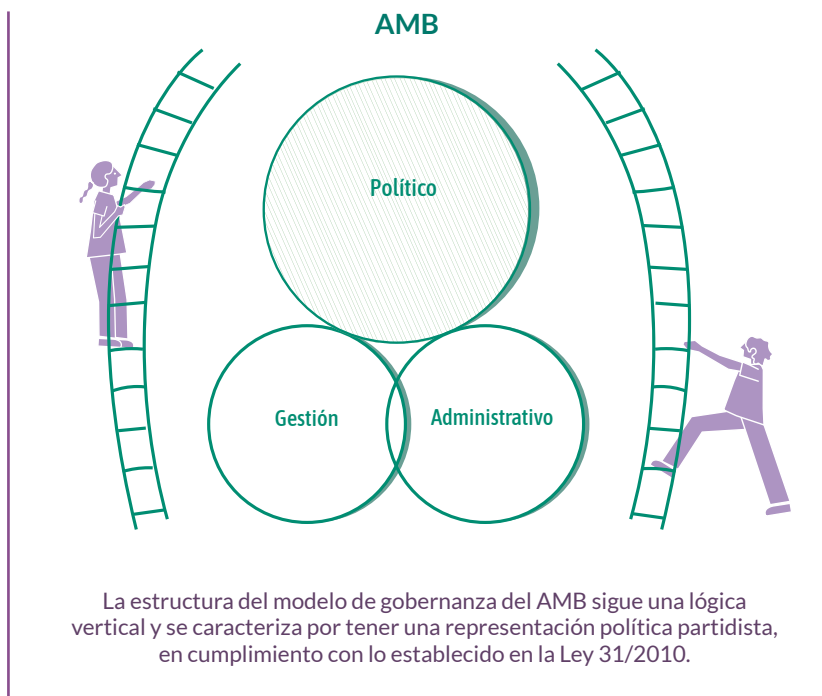 AMB
Político
Gestión
Administrativo
La estructura del modelo de gobernanza del AMB sigue una lógica
vertical y se caracteriza por tener una representación política partidista,
en cumplimiento con lo establecido en la Ley 31/2010.